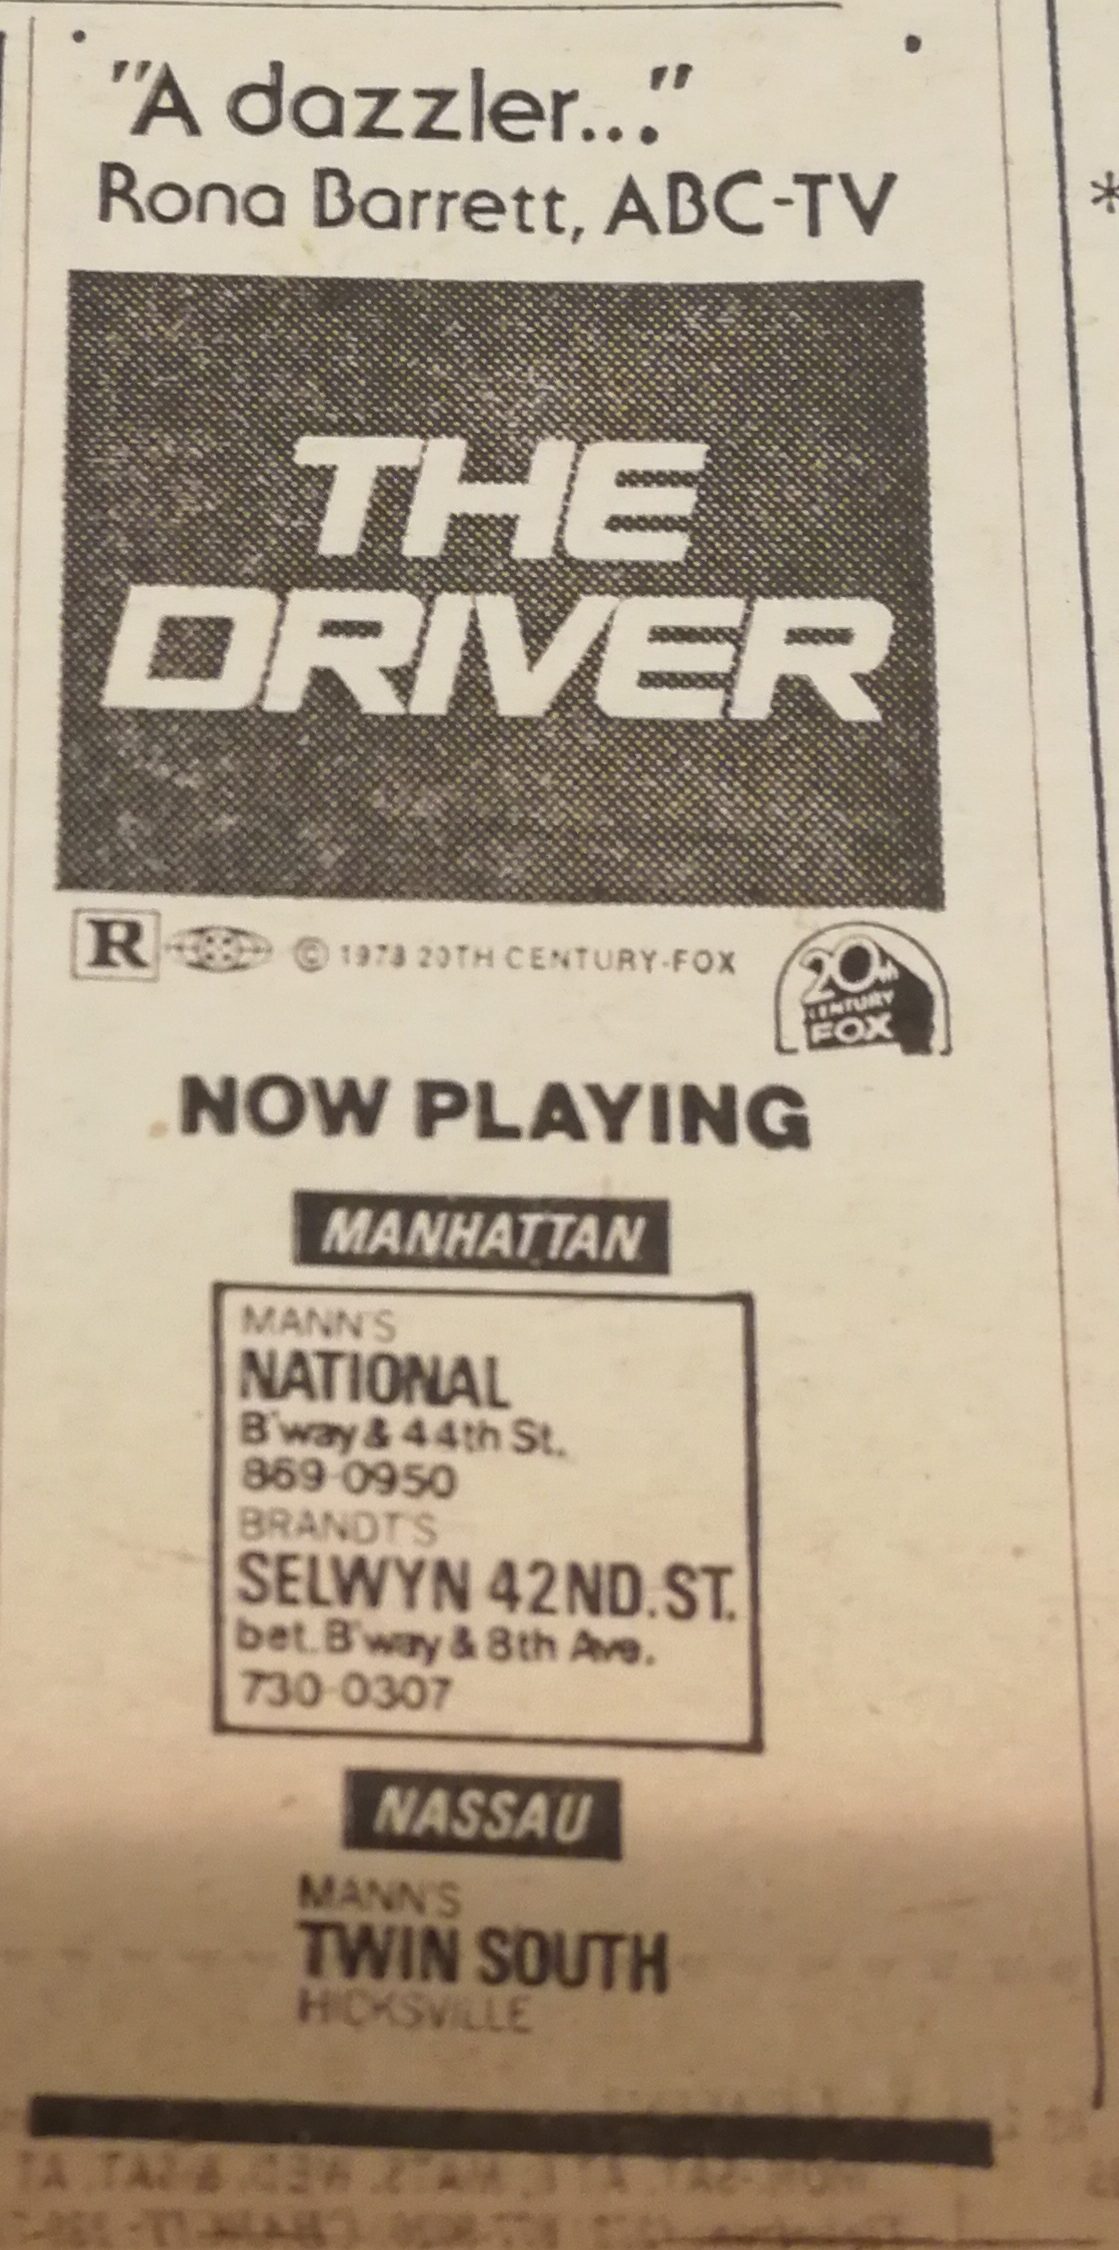 "A dazzler..."
Rona Barrett, ABC-TV
*
THE
DRIVER
R © 1978 20TH CENTURY-FOX
20th
CENTURY
FOX
NOW PLAYING
MANHATTAN
MANN'S
NATIONAL
B'way & 44th St.
869-0950
BRANDT'S
SELWYN 42ND. ST.
bet. B'way & 8th Ave.
730-0307
NASSAU
MANN'S
TWIN SOUTH
HICKSVILLE